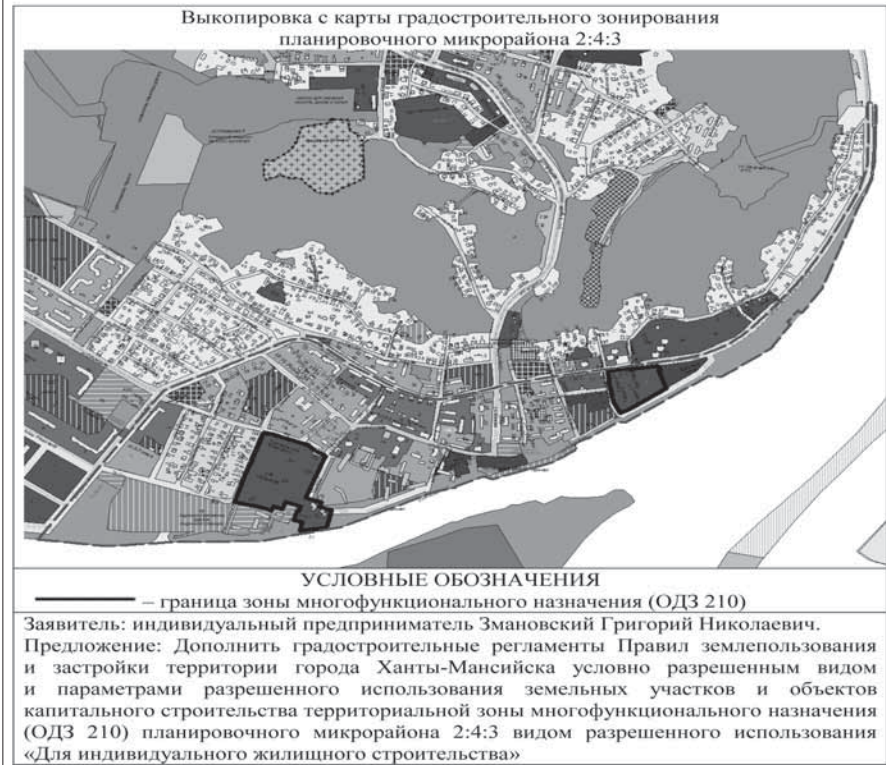 Выкопировка с карты градостроительного зонирования
планировочного микрорайона 2:4:3
УСЛОВНЫЕ ОБОЗНАЧЕНИЯ
– граница зоны многофункционального назначения (ОДЗ 210)
Заявитель: индивидуальный предприниматель Змановский Григорий Николаевич.
Предложение: Дополнить градостроительные регламенты Правил землепользования
и застройки территории города Ханты-Мансийска условно разрешенным видом
и параметрами разрешенного использования земельных участков и объектов
капитального строительства территориальной зоны многофункционального назначения
(ОДЗ 210) планировочного микрорайона 2:4:3 видом разрешенного использования
«Для индивидуального жилищного строительства»